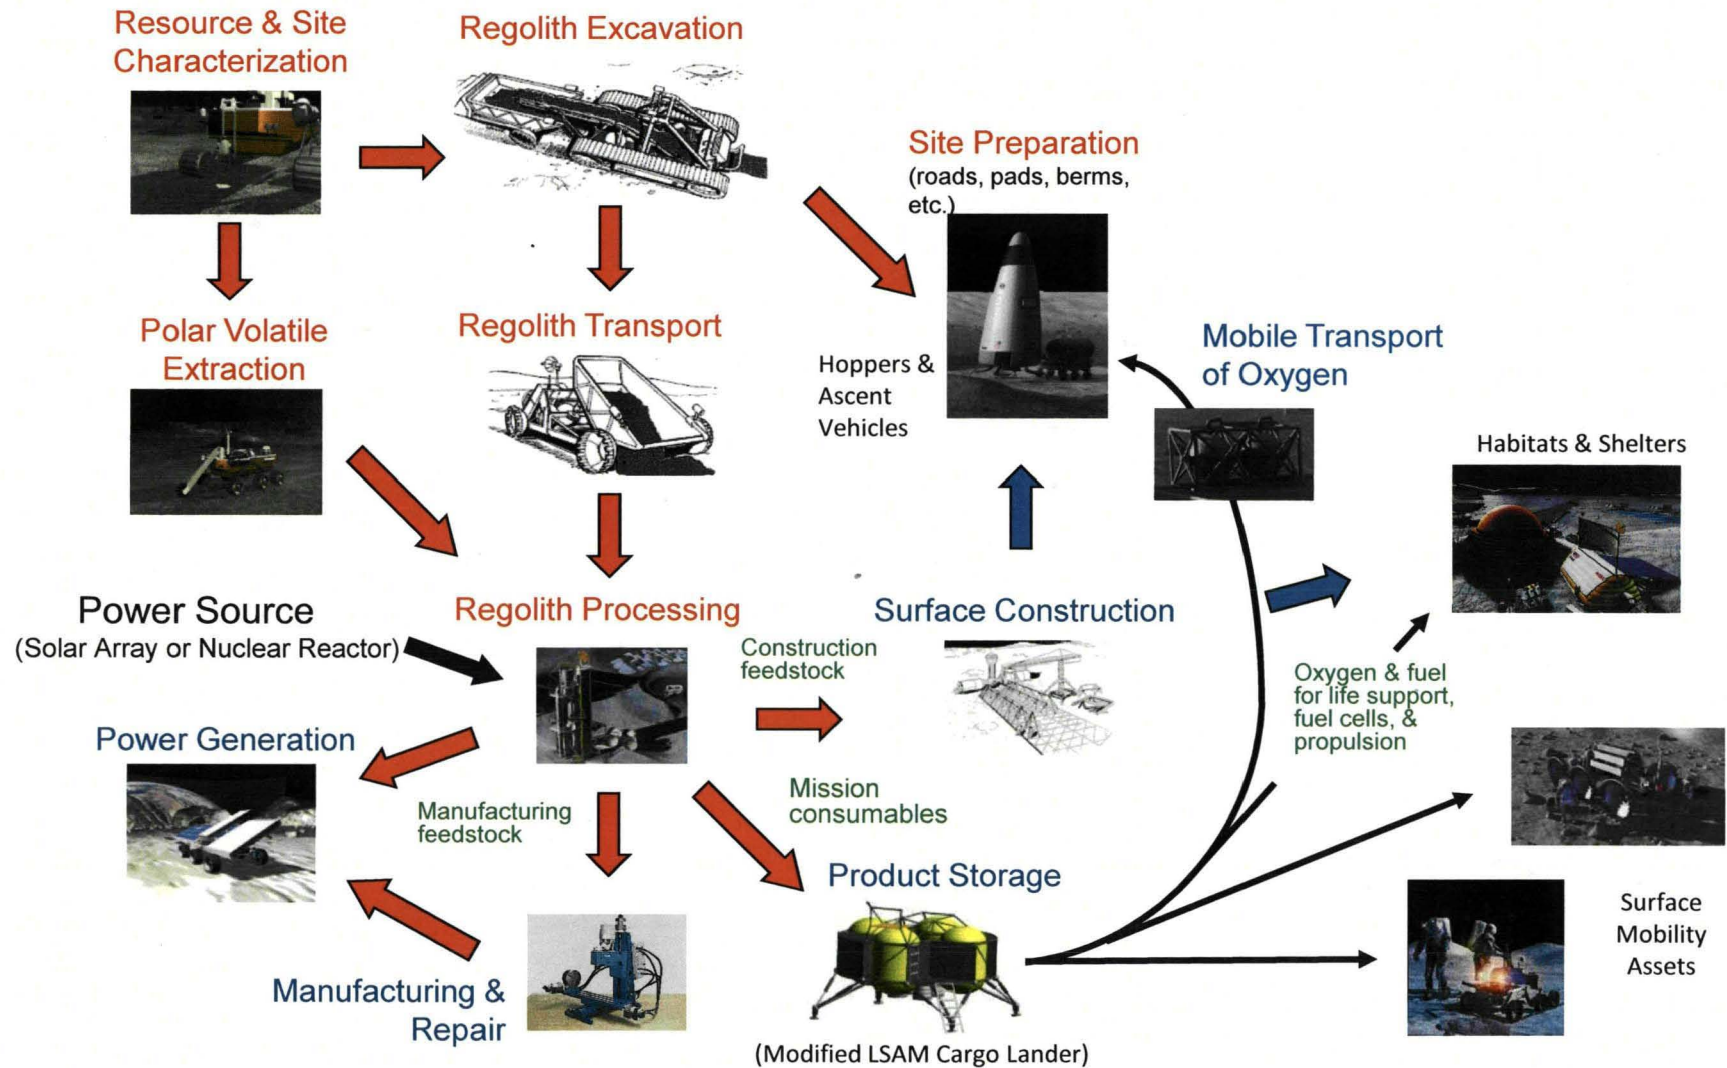 Resource & Site
Characterization
Regolith Excavation
Site Preparation
(roads, pads, berms,
etc.)
Polar Volatile
Extraction
Regolith Transport
Hoppers &
Ascent
Vehicles
Mobile Transport
of Oxygen
Habitats & Shelters
Power Source
(Solar Array or Nuclear Reactor)
Regolith Processing
Construction
feedstock
Surface Construction
Oxygen & fuel
for life support,
fuel cells, &
propulsion
Power Generation
Manufacturing
feedstock
Mission
consumables
Product Storage
Surface
Mobility
Assets
Manufacturing &
Repair
(Modified LSAM Cargo Lander)